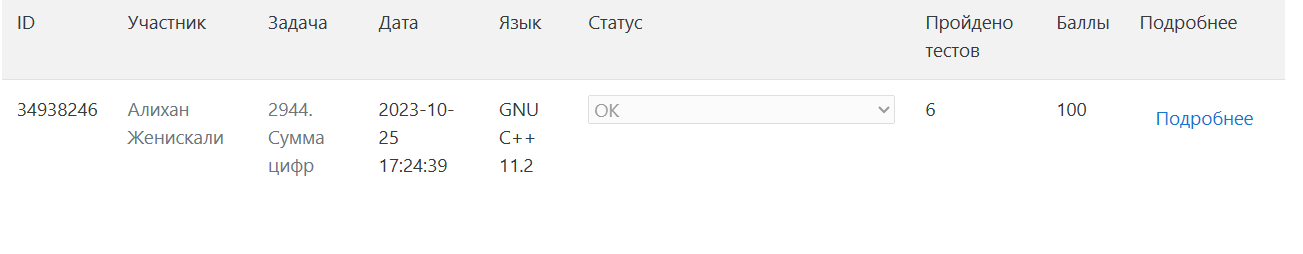 ID Участник Задача Дата Язык Статус Пройдено тестов Баллы Подробнее
34938246 Алихан Женискали 2944. Сумма цифр 2023-10-25 17:24:39 GNU C++ 11.2 OK 6 100 Подробнее